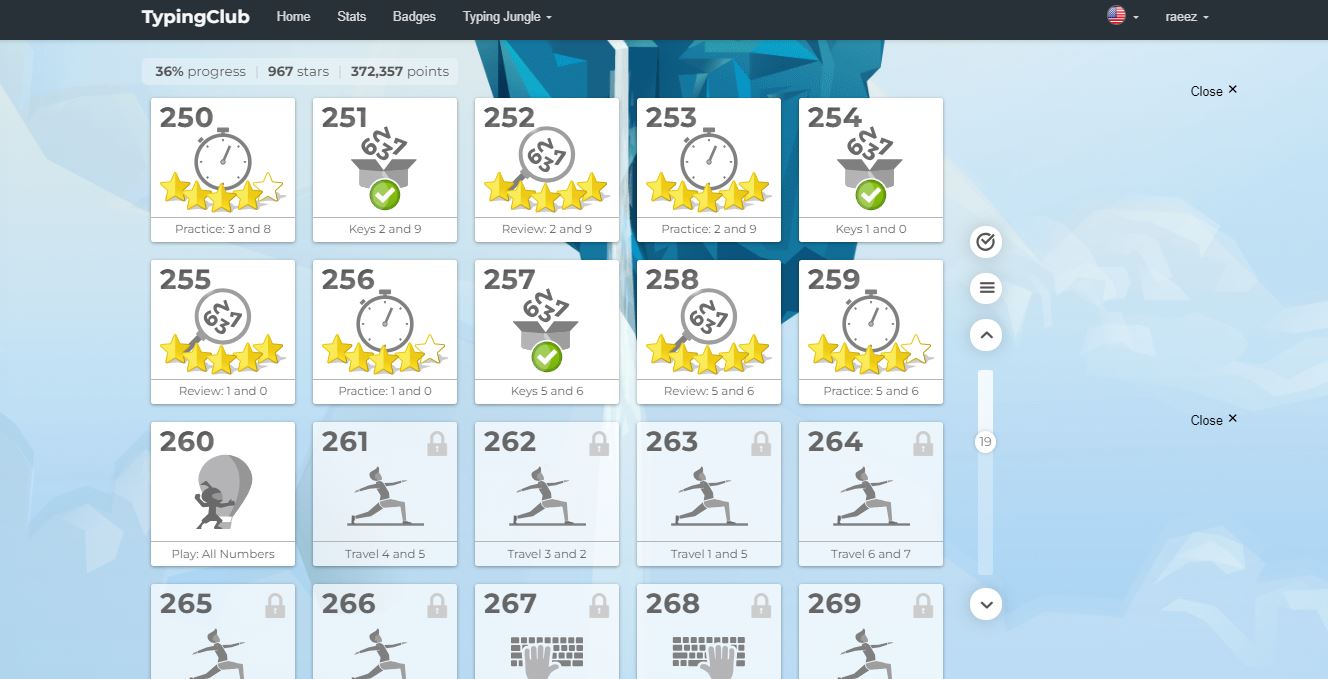 TypingClub Home Stats Badges Typing Jungle raeez
36% progress | 967 stars | 372,357 points
Close ×
250 251 252 253 254
Practice: 3 and 8 Keys 2 and 9 Review: 2 and 9 Practice: 2 and 9 Keys 1 and 0
255 256 257 258 259
Review: 1 and 0 Practice: 1 and 0 Keys 5 and 6 Review: 5 and 6 Practice: 5 and 6
Close ×
260 261 262 263 264
19
Play: All Numbers Travel 4 and 5 Travel 3 and 2 Travel 1 and 5 Travel 6 and 7
265 266 267 268 269